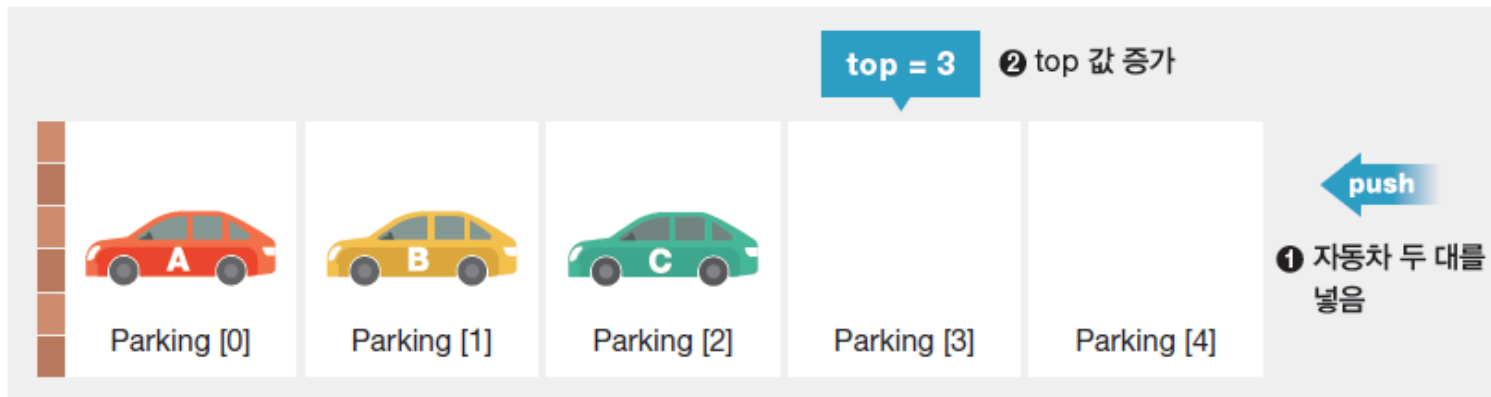 top = 3
❷ top 값 증가
push
❶ 자동차 두 대를
넣음
A
B
C
Parking [0]
Parking [1]
Parking [2]
Parking [3]
Parking [4]